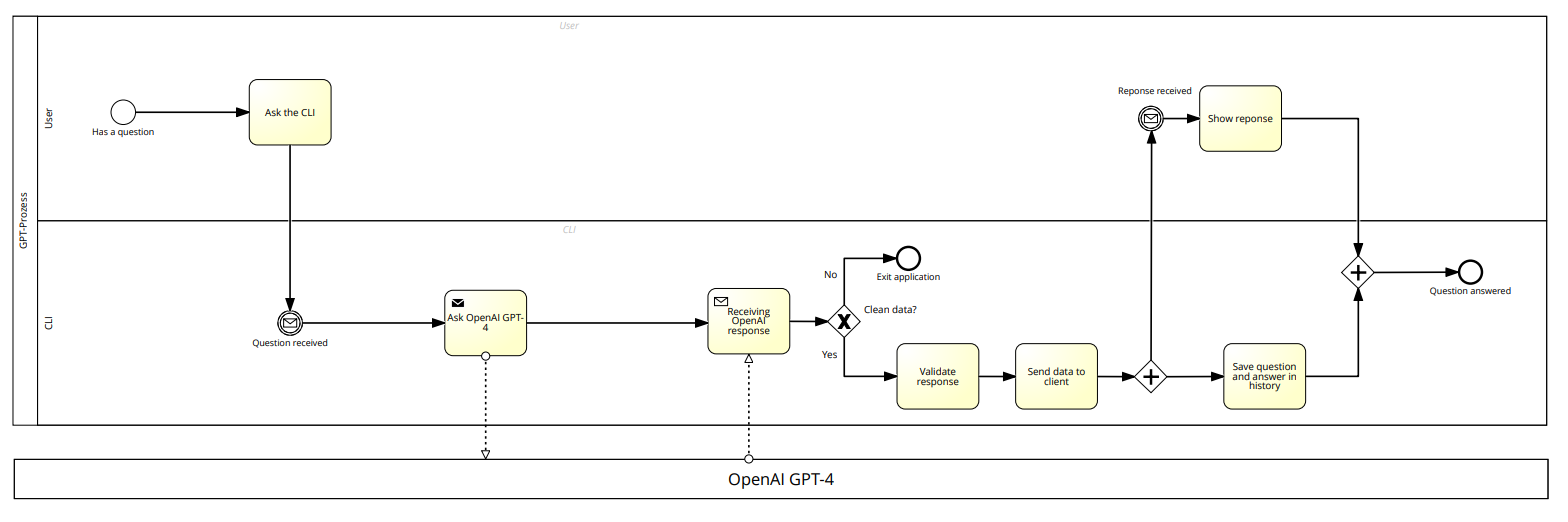 User
GPT-Prozess
User
Has a question
Ask the CLI
Reponse received
Show reponse
CLI
CLI
Question received
Ask OpenAI GPT-
4
Receiving
OpenAI
response
No
Exit application
Clean data?
Yes
Validate
response
Send data to
client
Save question
and answer in
history
Question answered
OpenAI GPT-4